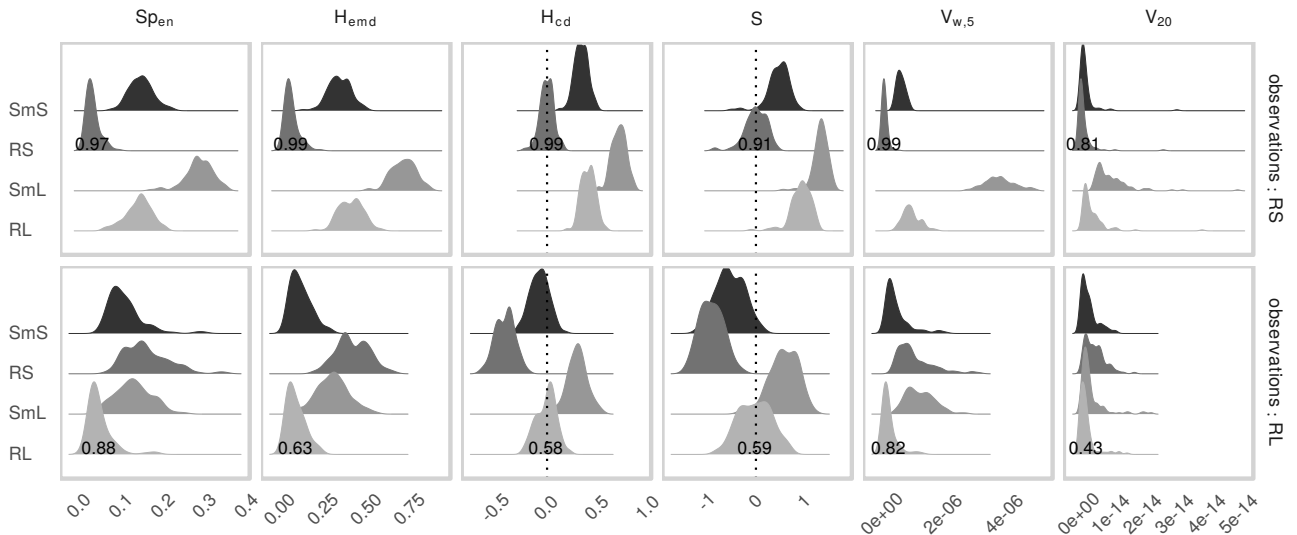 Sp_en H_emd H_cd S V_w,5 V_20
SmS
RS 0.97 0.99 0.99 0.91 0.99 0.81
SmL
RL
observations : RS
SmS
RS
SmL
RL 0.88 0.63 0.58 0.59 0.82 0.43
observations : RL
0.0 0.1 0.2 0.3 0.4 0.00 0.25 0.50 0.75 -0.5 0.0 0.5 1.0 -1 0 1 0e+00 2e-06 4e-06 0e+00 1e-14 2e-14 3e-14 4e-14 5e-14